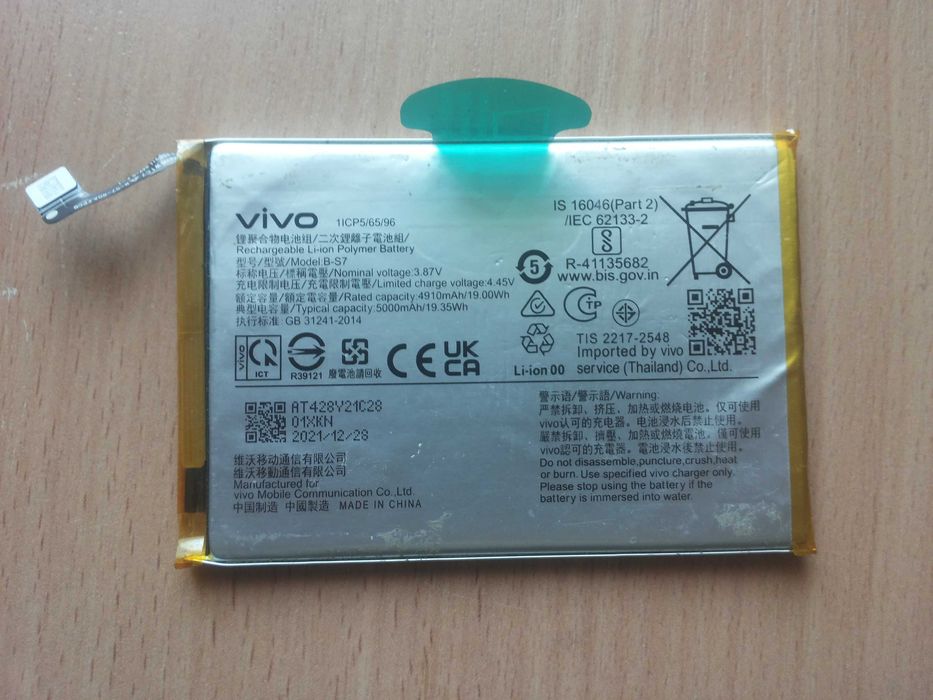 vivo 1ICP5/65/96
锂聚合物电池组/二次鋰離子電池組/
Rechargeable Li-ion Polymer Battery
型号/型號/Model:B-S7
标称电压/標稱電壓/Nominal voltage:3.87V
充电限制电压/充電限制電壓/Limited charge voltage:4.45V
额定容量/額定容量/Rated capacity:4910mAh/19.00Wh
典型电容量/Typical capacity:5000mAh/19.35Wh
执行标准: GB 31241-2014
IS 16046(Part 2)
/IEC 62133-2
R-41135682
www.bis.gov.in
5
TP
TIS 2217-2548
Imported by vivo
service (Thailand) Co.,Ltd.
Li-ion 00
vivo
ICT
R39121
廢電池請回收
CE
UK
CA
AT428Y21C28
01XKN
2021/12/28
维沃移动通信有限公司
維沃移動通信有限公司
Manufactured for
vivo Mobile Communication Co.,Ltd.
中国制造 中國製造 MADE IN CHINA
警示语/警示語/Warning:
严禁拆卸、挤压、加热或燃烧电池。仅可使用
vivo认可的充电器。电池浸水后禁止使用。
嚴禁拆卸、擠壓、加熱或燃燒電池。僅可使用
vivo認可的充電器。電池浸水後禁止使用。
Do not disassemble,puncture,crush,heat
or burn. Use specified vivo charger only.
Please stop using the battery if the
battery is immersed into water.